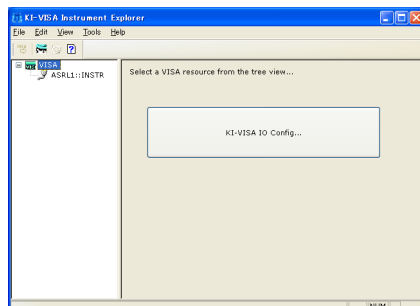 KI-VISA Instrument Explorer
File Edit View Tools Help
VISA
ASRL1::INSTR
Select a VISA resource from the tree view...
KI-VISA IO Config...
NUM